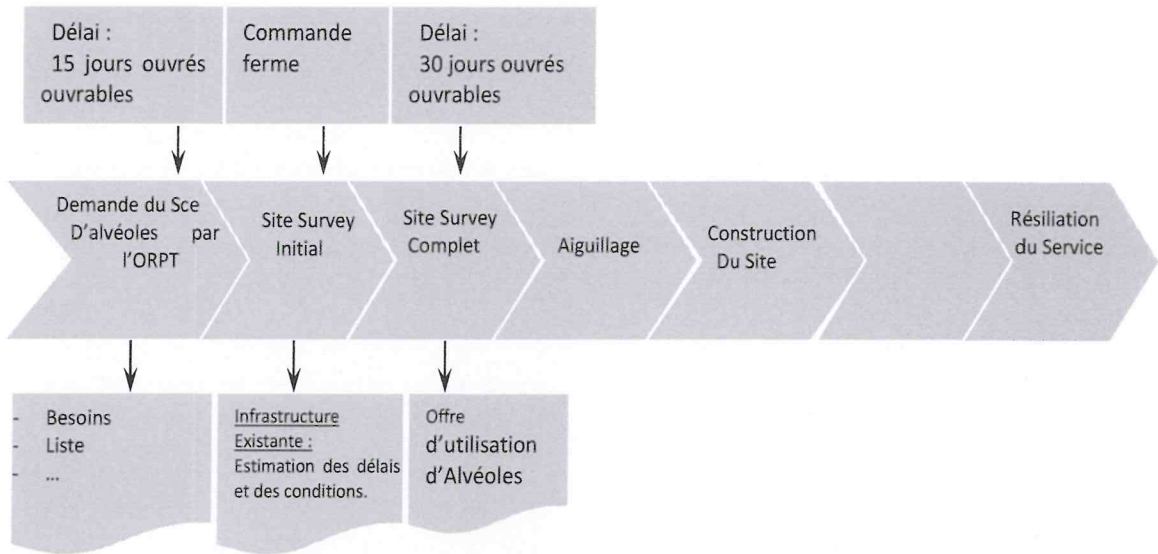 Délai :
15 jours ouvrés
ouvrables
Commande
ferme
Délai :
30 jours ouvrés
ouvrables
Demande du Sce
D'alvéoles par
l'ORPT
Site Survey
Initial
Site Survey
Complet
Aiguillage
Construction
Du Site
Résiliation
du Service
- Besoins
- Liste
- ...
Infrastructure
Existante :
Estimation des délais
et des conditions.
Offre
d'utilisation
d'Alvéoles